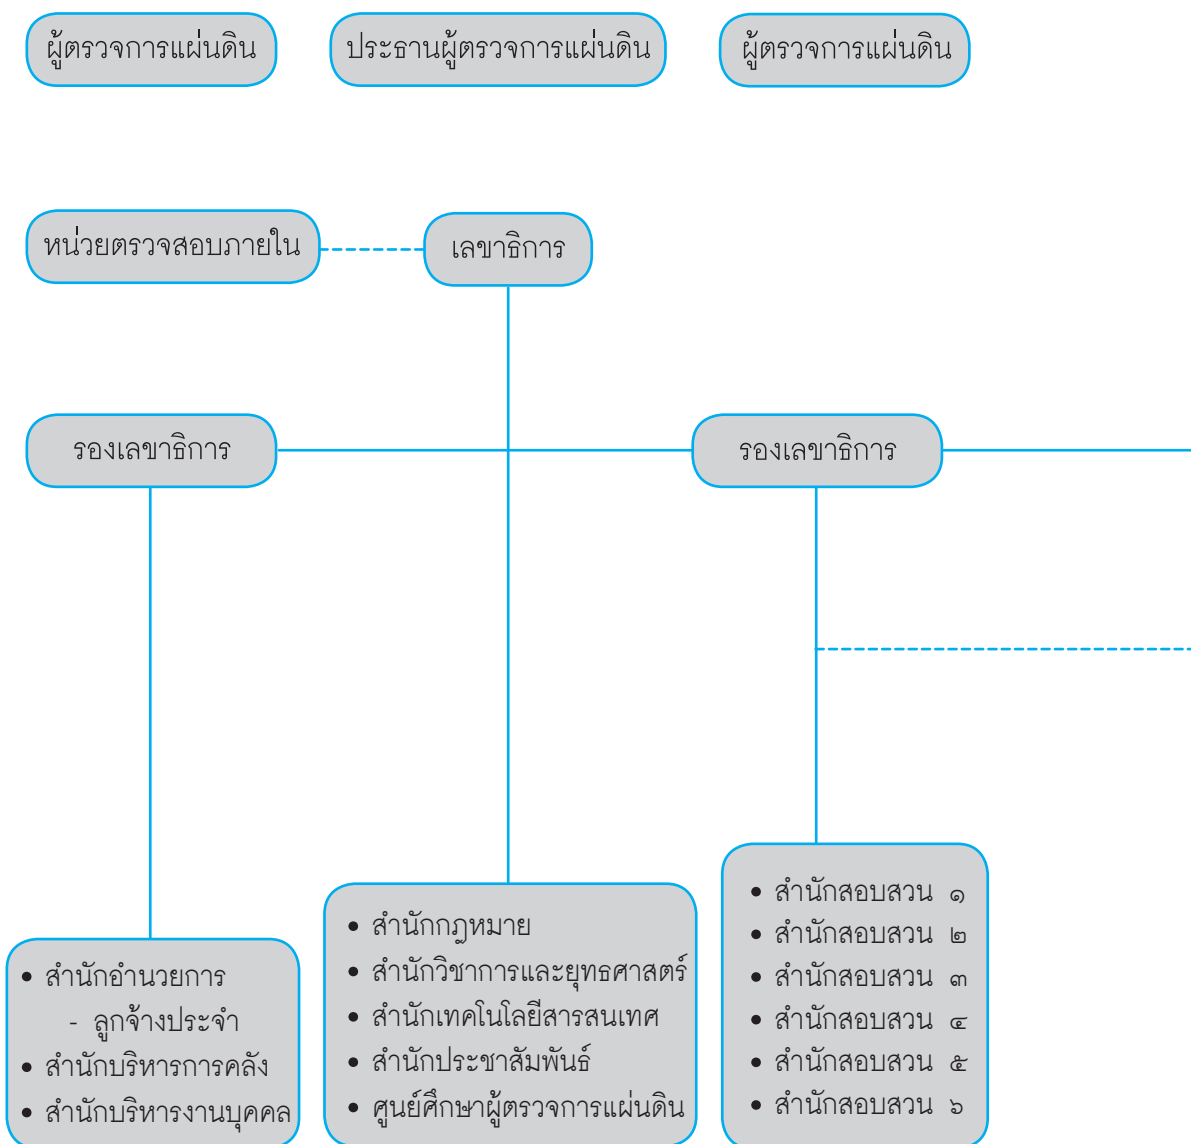 ผู้ตรวจการแผ่นดิน
ประธานผู้ตรวจการแผ่นดิน
ผู้ตรวจการแผ่นดิน
หน่วยตรวจสอบภายใน
เลขาธิการ
รองเลขาธิการ
รองเลขาธิการ
• สำนักอำนวยการ
- ลูกจ้างประจำ
• สำนักบริหารการคลัง
• สำนักบริหารงานบุคคล
• สำนักกฎหมาย
• สำนักวิชาการและยุทธศาสตร์
• สำนักเทคโนโลยีสารสนเทศ
• สำนักประชาสัมพันธ์
• ศูนย์ศึกษาผู้ตรวจการแผ่นดิน
• สำนักสอบสวน ๑
• สำนักสอบสวน ๒
• สำนักสอบสวน ๓
• สำนักสอบสวน ๔
• สำนักสอบสวน ๕
• สำนักสอบสวน ๖